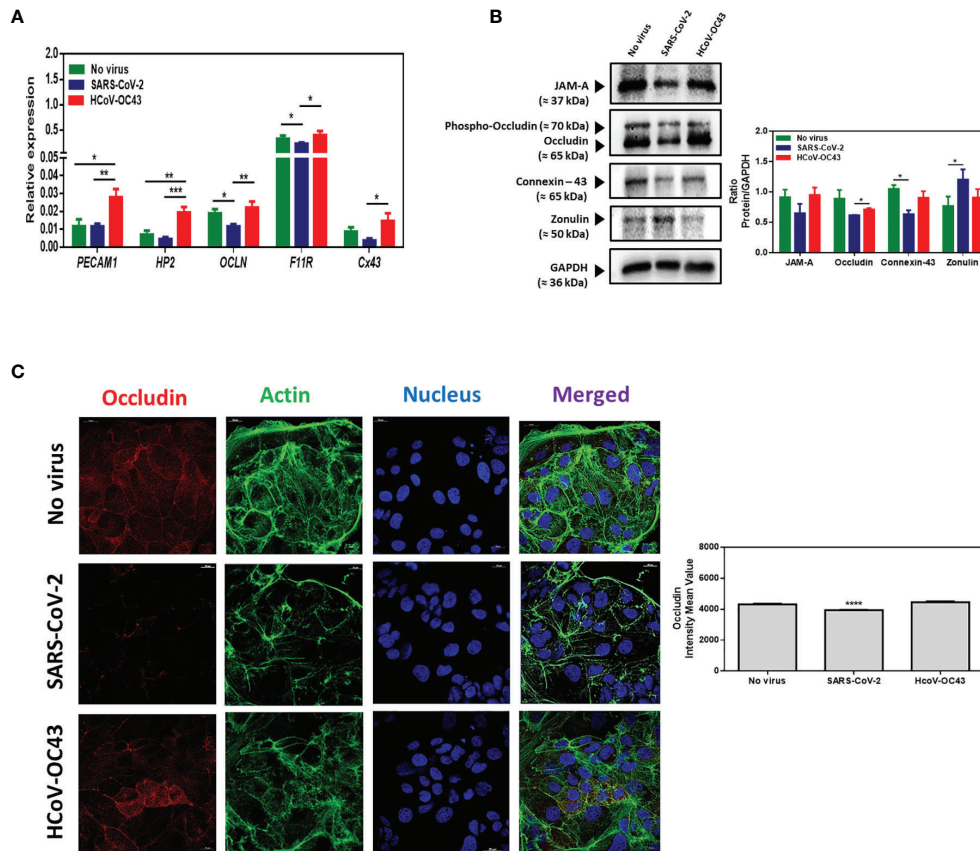 A
No virus
SARS-CoV-2
HCoV-OC43
Relative expression
2.0
1.5
1.0
0.5
0.0
0.05
0.04
0.03
0.02
0.01
0.00
*
**
**
***
*
**
*
*
*
PECAM1
HP2
OCLN
F11R
Cx43
B
No virus
SARS-CoV-2
HCoV-OC43
JAM-A
(≈ 37 kDa)
Phospho-Occludin (≈ 70 kDa)
Occludin
(≈ 65 kDa)
Connexin – 43
(≈ 65 kDa)
Zonulin
(≈ 50 kDa)
GAPDH
(≈ 36 kDa)
No virus
SARS-CoV-2
HCoV-OC43
Ratio
Protein/GAPDH
2.0
1.5
1.0
0.5
0.0
*
*
*
JAM-A
Occludin
Connexin-43
Zonulin
C
Occludin
Actin
Nucleus
Merged
No virus
SARS-CoV-2
HCoV-OC43
Occludin
Intensity Mean Value
8000
6000
4000
2000
0
****
No virus
SARS-CoV-2
HcoV-OC43